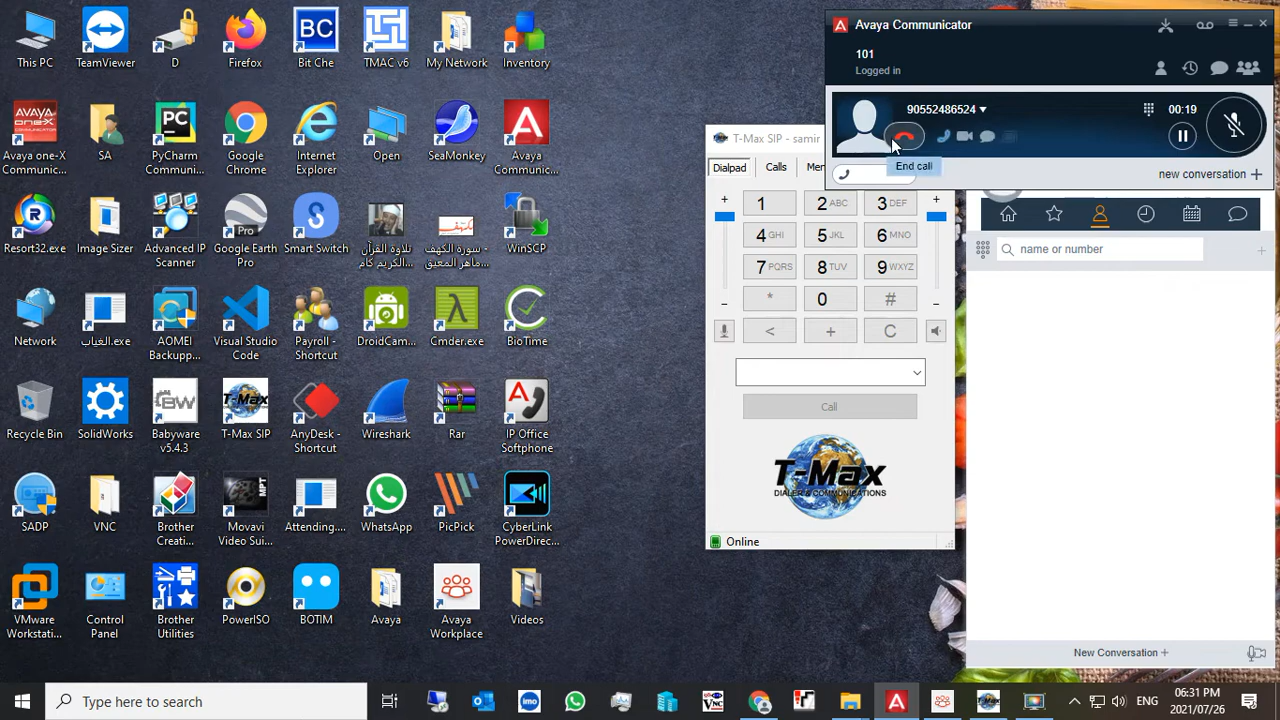 This PC
TeamViewer
D
Firefox
Bit Che
TMAC v6
My Network
Inventory
Avaya one-X Communic...
SA
PyCharm Communit...
Google Chrome
Internet Explorer
Open
SeaMonkey
Avaya Commun...
Resort32.exe
Image Sizer
Advanced IP Scanner
Google Earth Pro
Smart Switch
تلاوة القرآن الكريم كام...
WinSCP
Network
الغياب.exe
AOMEI Backupp...
Visual Studio Code
Payroll - Shortcut
DroidCam...
Cmder.exe
BioTime
Recycle Bin
SolidWorks
Babyware v5.4.3
T-Max SIP
AnyDesk - Shortcut
Wireshark
Rar
IP Office Softphone
SADP
VNC
Brother Creati...
Movavi Video Sui...
Attending....
WhatsApp
PicPick
CyberLink PowerDirec...
VMware Workstati...
Control Panel
Brother Utilities
PowerISO
BOTIM
Avaya
Avaya Workplace
Videos
Avaya Communicator
101
Logged in
90552486524
00:19
End call
new conversation +
T-Max SIP - samir
Dialpad
Calls
Mer
+
+
1
2 ABC
3 DEF
4 GHI
5 JKL
6 MNO
7 PQRS
8 TUV
9 WXYZ
*
0
#
-
-
<
+
C
Call
T-Max
DIALER & COMMUNICATIONS
Online
name or number
New Conversation +
Type here to search
ENG
06:31 PM
2021/07/26